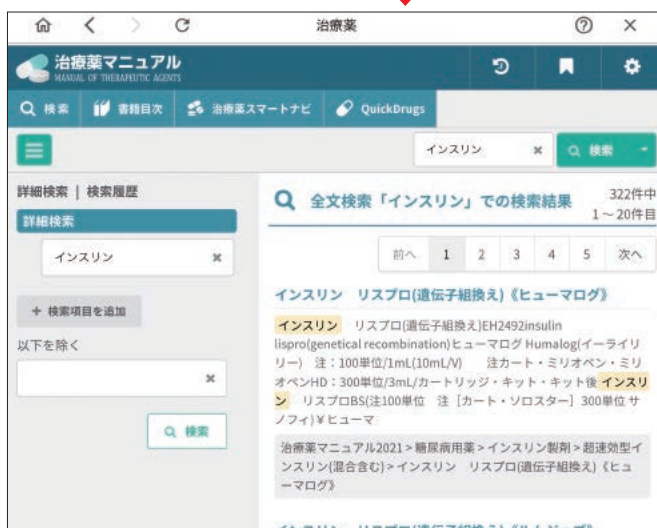 治療薬
治療薬マニュアル
MANUAL OF THERAPEUTIC AGENTS
検索 書籍目次 治療薬スマートナビ QuickDrugs
インスリン 検索
詳細検索 | 検索履歴
詳細検索
インスリン
+ 検索項目を追加
以下を除く
検索
全文検索「インスリン」での検索結果
322件中
1～20件目
前へ 1 2 3 4 5 次へ
インスリン リスプロ(遺伝子組換え)《ヒューマログ》
インスリン リスプロ(遺伝子組換え)EH2492insulin
lispro(genetical recombination)ヒューマログ Humalog(イーライリ
リー) 注：100単位/1mL(10mL/V) 注カート・ミリオペン・ミリ
オペンHD：300単位/3mL/カートリッジ・キット・キット後 インスリ
ン リスプロBS(注100単位 注［カート・ソロスター］300単位 サ
ノフィ)¥ヒューマ
治療薬マニュアル2021>糖尿病用薬>インスリン製剤>超速効型イ
ンスリン(混合含む)>インスリン リスプロ(遺伝子組換え)《ヒュ
ーマログ》